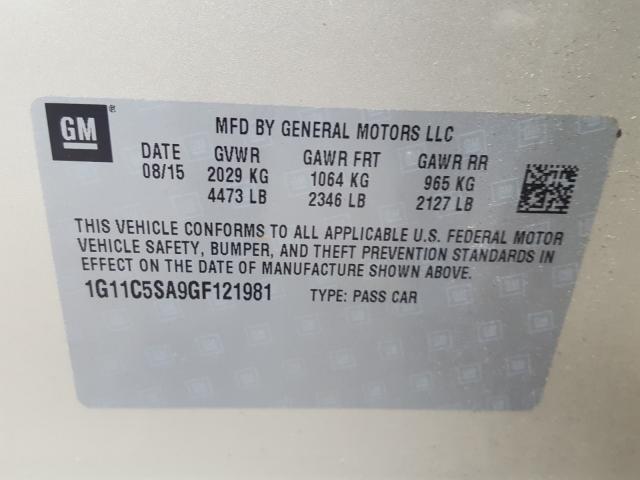 GM®
MFD BY GENERAL MOTORS LLC
DATE GVWR GAWR FRT GAWR RR
08/15 2029 KG 1064 KG 965 KG
4473 LB 2346 LB 2127 LB
THIS VEHICLE CONFORMS TO ALL APPLICABLE U.S. FEDERAL MOTOR
VEHICLE SAFETY, BUMPER, AND THEFT PREVENTION STANDARDS IN
EFFECT ON THE DATE OF MANUFACTURE SHOWN ABOVE.
1G11C5SA9GF121981 TYPE: PASS CAR